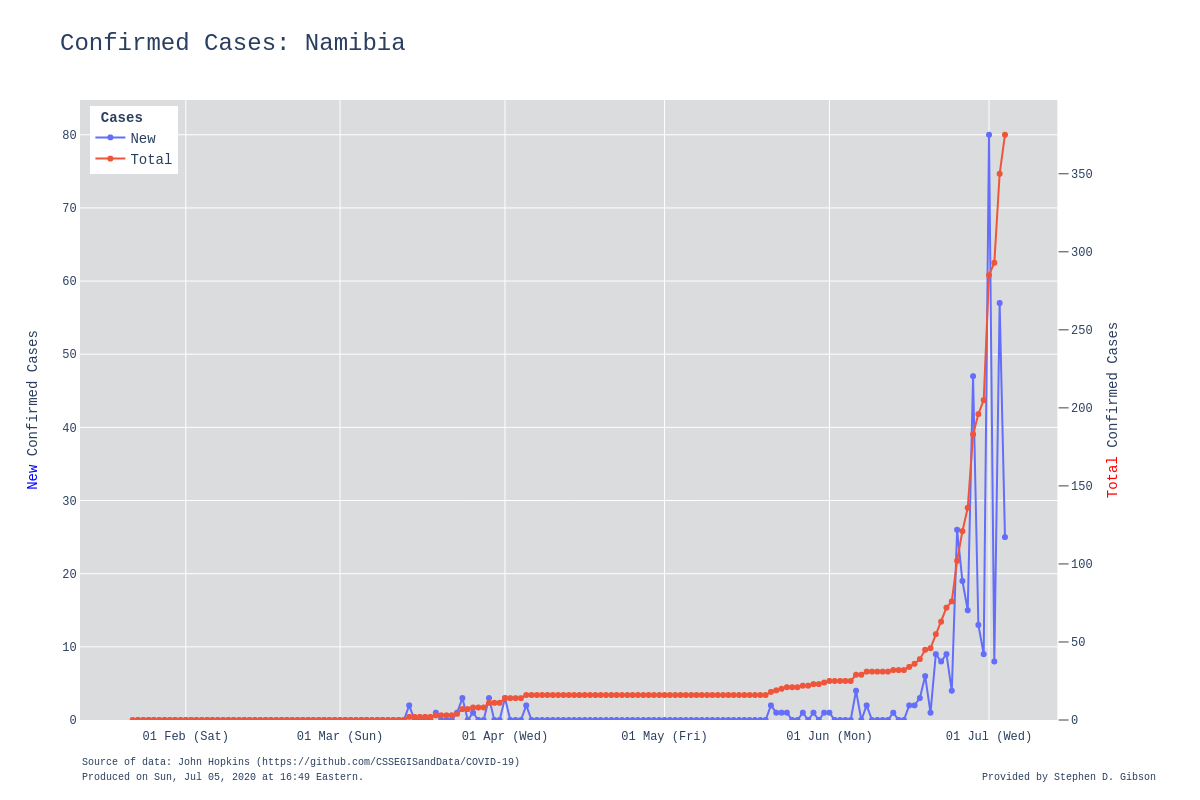 Confirmed Cases: Namibia
Cases
New
Total
80
70
60
50
40
30
20
10
0
350
300
250
200
150
100
50
0
New Confirmed Cases
Total Confirmed Cases
01 Feb (Sat)
01 Mar (Sun)
01 Apr (Wed)
01 May (Fri)
01 Jun (Mon)
01 Jul (Wed)
Source of data: John Hopkins (https://github.com/CSSEGISandData/COVID-19)
Produced on Sun, Jul 05, 2020 at 16:49 Eastern.
Provided by Stephen D. Gibson